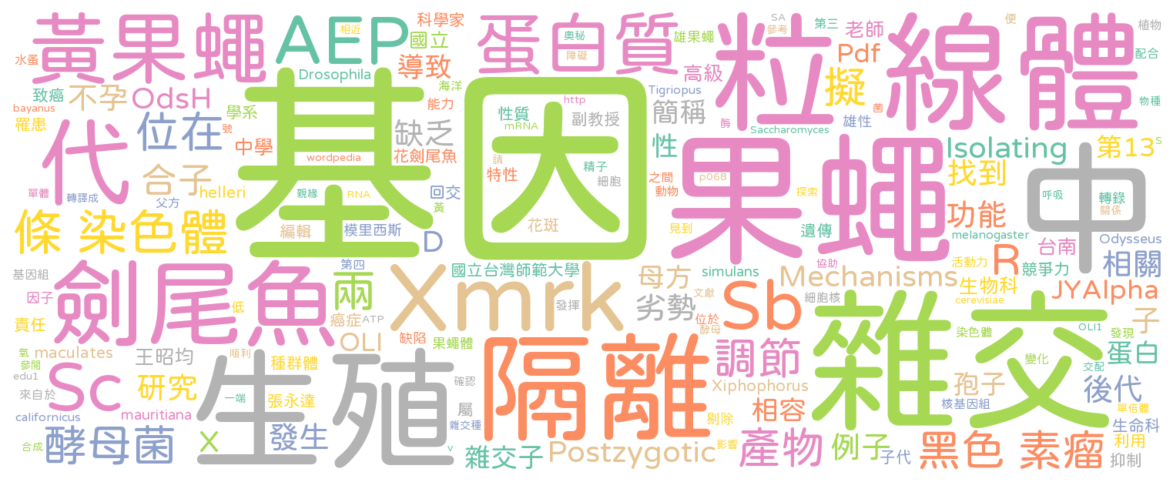 黃果蠅
AEP
相近
科學家
國立
導致
Drosophila
蛋白質
SA
參考
第三
奧秘
障礙
雄果蠅
老師
Pdf
高級
擬
粒線體
便
植物
配合
水蚤
致癌
不孕
bayanus
罹患
OdsH
學系
能力
海洋
Tigriopus
簡稱
菌
雄性
物種
號
中學
代
位在
基因
缺乏
花劍尾魚
wordpedia
性質
mRNA
http
副教授
請
特性
精子
細胞
之間
動物
性
酶
Saccharomyces
p068
探索
Isolating
找到
第13
s
單體
轉譯成
合子
helleri
父方
親緣
RNA
回交
黃
果蠅
中
呼吸
轉錄
關係
條 染色體
編輯
模里西斯
D
花斑
見到
遺傳
功能
melanogaster
R
台南
Odysseus
相關
基因組
第四
國立台灣師範大學
母方
simulans
Mechanisms
活動力
競爭力
生物科
協助
因子
低
劍尾魚
兩
Xmrk
發揮
劣勢
文獻
Sb
細胞核
位於
酵母
cerevisiae
JYAlpha
責任
癌症
ATP
缺陷
OLI
果蠅體
隔離
調節
雜交
染色體
OLI1
發現
子
氧
參閱
maculates
王昭均
種群體
蛋白
edu1
Sc
研究
順利
生殖
確認
Xiphophorus
孢子
變化
交配
後代
來自於
張永達
一端
屬
剔除
相容
核基因組
單倍體
californicus
mauritiana
雜交種
生命科
合成
酵母菌
X
發生
v
雜交子
Postzygotic
影響
產物
例子
子代
黑色 素瘤
利用
抑制